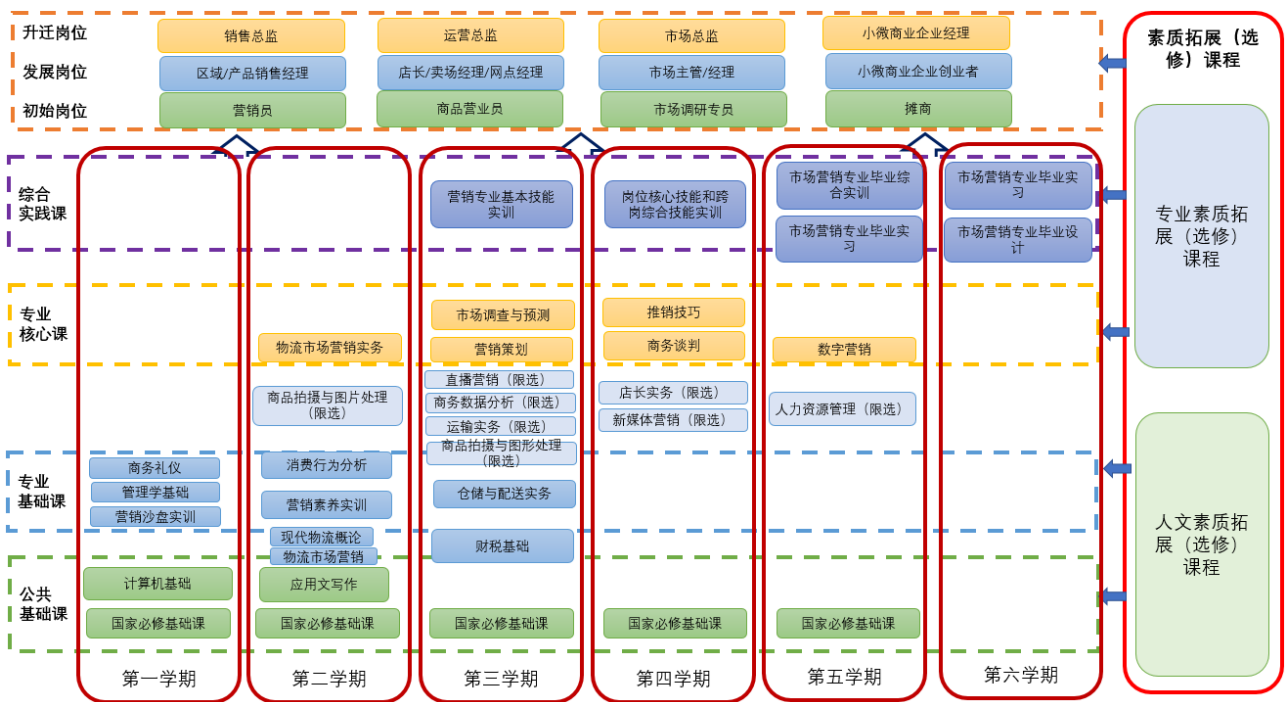 升迁岗位
销售总监
运营总监
市场总监
小微商业企业经理
发展岗位
区域/产品销售经理
店长/卖场经理/网点经理
市场主管/经理
小微商业企业创业者
初始岗位
营销员
商品营业员
市场调研专员
摊商
素质拓展（选
修）课程
专业素质拓
展（选修）
课程
人文素质拓
展（选修）
课程
综合
实践课
营销专业基本技能
实训
岗位核心技能和跨
岗综合技能实训
市场营销专业毕业综
合实训
市场营销专业毕业实
习
市场营销专业毕业实
习
市场营销专业毕业设
计
专业
核心课
物流市场营销实务
市场调查与预测
营销策划
推销技巧
商务谈判
数字营销
商品拍摄与图片处理
（限选）
直播营销（限选）
商务数据分析（限选）
运输实务（限选）
商品拍摄与图形处理
（限选）
店长实务（限选）
新媒体营销（限选）
人力资源管理（限选）
专业
基础课
商务礼仪
管理学基础
营销沙盘实训
消费行为分析
营销素养实训
现代物流概论
物流市场营销
仓储与配送实务
财税基础
公共
基础课
计算机基础
应用文写作
国家必修基础课
国家必修基础课
国家必修基础课
国家必修基础课
国家必修基础课
第一学期
第二学期
第三学期
第四学期
第五学期
第六学期